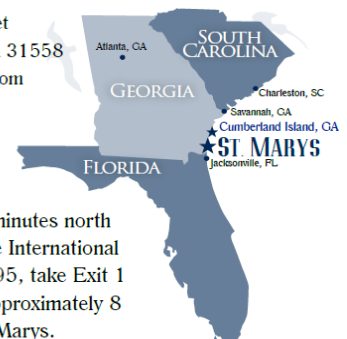 et
31558
om
Atlanta, GA
SOUTH
CAROLINA
GEORGIA
Charleston, SC
Savannah, GA
Cumberland Island, GA
ST. MARYS
Jacksonville, FL
FLORIDA
minutes north
e International
95, take Exit 1
pproximately 8
Marys.